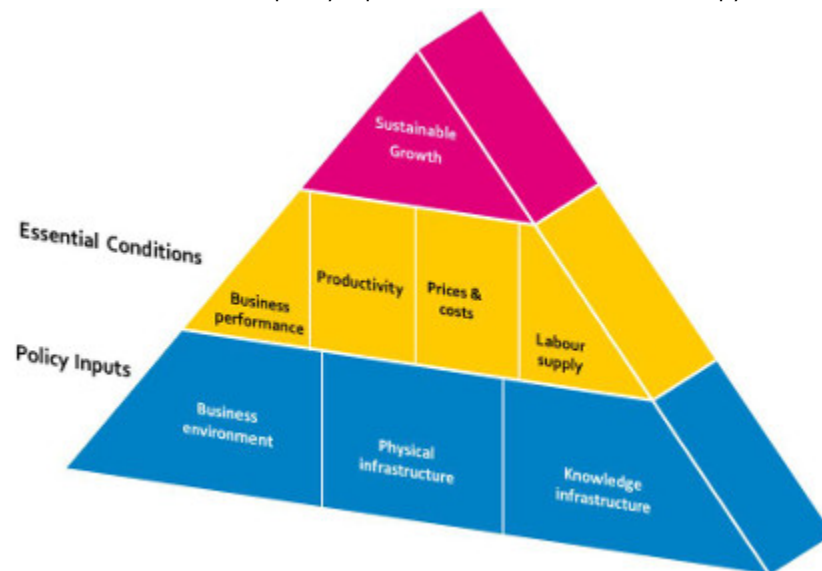 Sustainable
Growth
Essential Conditions
Business
performance
Productivity
Prices &
costs
Labour
supply
Policy Inputs
Business
environment
Physical
infrastructure
Knowledge
infrastructure